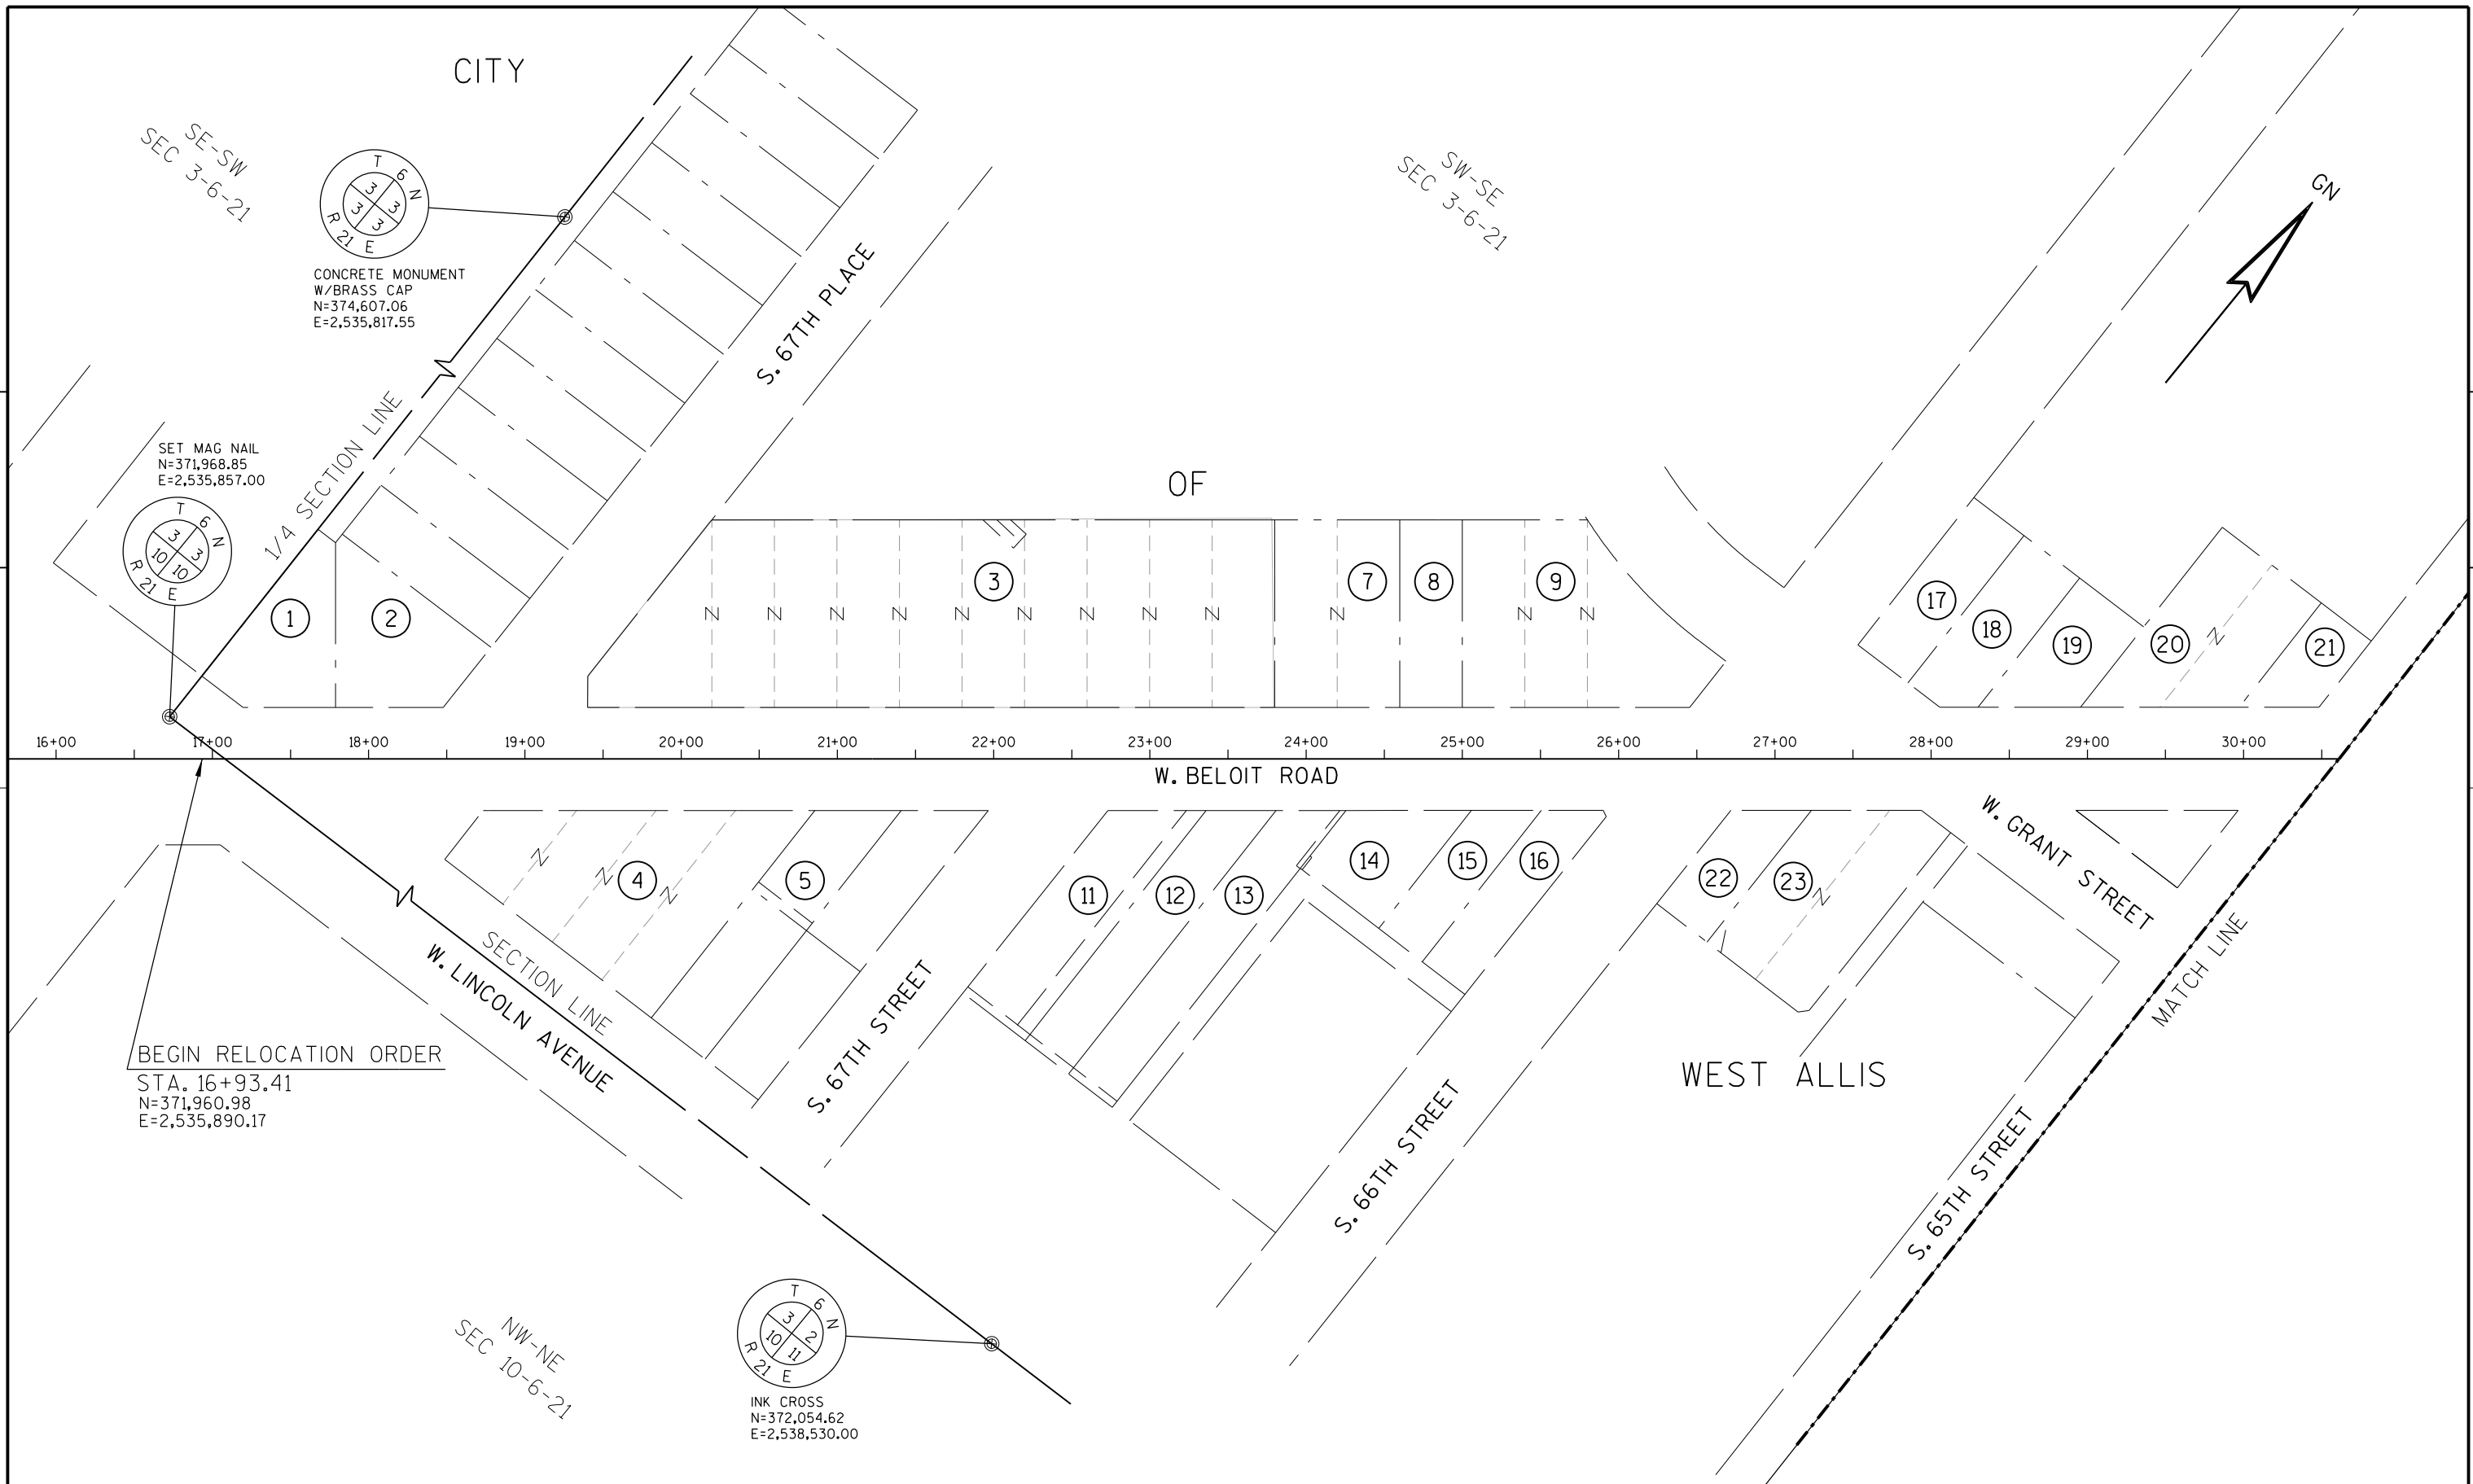 CITY
SE-SW
SEC 3-6-21
T 6 N
3 3
3 3
R 21 E
CONCRETE MONUMENT
W/BRASS CAP
N=374,607.06
E=2,535,817.55
SW-SE
SEC 3-6-21
GN
S. 67TH PLACE
1/4 SECTION LINE
SET MAG NAIL
N=371,968.85
E=2,535,857.00
T 6 N
3 3
10 10
R 21 E
OF
1
2
3
7
8
9
17
18
19
20
21
Z Z Z Z Z Z Z Z Z Z Z Z Z
16+00 17+00 18+00 19+00 20+00 21+00 22+00 23+00 24+00 25+00 26+00 27+00 28+00 29+00 30+00
W. BELOIT ROAD
4
5
11
12
13
14
15
16
22
23
Z Z Z Z
W. GRANT STREET
MATCH LINE
SECTION LINE
W. LINCOLN AVENUE
S. 67TH STREET
S. 66TH STREET
S. 65TH STREET
WEST ALLIS
BEGIN RELOCATION ORDER
STA. 16+93.41
N=371,960.98
E=2,535,890.17
NW-NE
SEC 10-6-21
T 6 N
3 2
10 11
R 21 E
INK CROSS
N=372,054.62
E=2,538,530.00